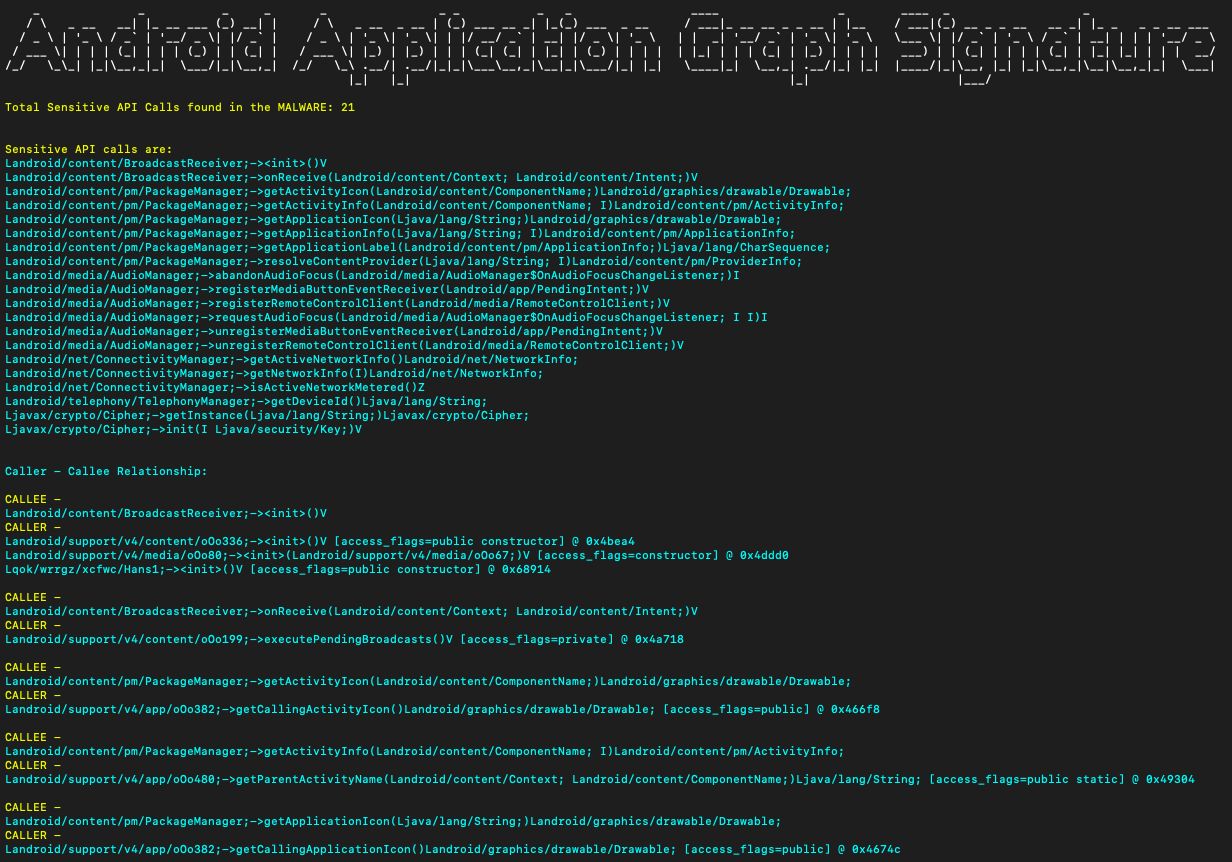 Android Application Graph Signature
Total Sensitive API Calls found in the MALWARE: 21
Sensitive API calls are:
Landroid/content/BroadcastReceiver;-><init>()V
Landroid/content/BroadcastReceiver;->onReceive(Landroid/content/Context; Landroid/content/Intent;)V
Landroid/content/pm/PackageManager;->getActivityIcon(Landroid/content/ComponentName;)Landroid/graphics/drawable/Drawable;
Landroid/content/pm/PackageManager;->getActivityInfo(Landroid/content/ComponentName; I)Landroid/content/pm/ActivityInfo;
Landroid/content/pm/PackageManager;->getApplicationIcon(Ljava/lang/String;)Landroid/graphics/drawable/Drawable;
Landroid/content/pm/PackageManager;->getApplicationInfo(Ljava/lang/String; I)Landroid/content/pm/ApplicationInfo;
Landroid/content/pm/PackageManager;->getApplicationLabel(Landroid/content/pm/ApplicationInfo;)Ljava/lang/CharSequence;
Landroid/content/pm/PackageManager;->resolveContentProvider(Ljava/lang/String; I)Landroid/content/pm/ProviderInfo;
Landroid/media/AudioManager;->abandonAudioFocus(Landroid/media/AudioManager$OnAudioFocusChangeListener;)I
Landroid/media/AudioManager;->registerMediaButtonEventReceiver(Landroid/app/PendingIntent;)V
Landroid/media/AudioManager;->registerRemoteControlClient(Landroid/media/RemoteControlClient;)V
Landroid/media/AudioManager;->requestAudioFocus(Landroid/media/AudioManager$OnAudioFocusChangeListener; I I)I
Landroid/media/AudioManager;->unregisterMediaButtonEventReceiver(Landroid/app/PendingIntent;)V
Landroid/media/AudioManager;->unregisterRemoteControlClient(Landroid/media/RemoteControlClient;)V
Landroid/net/ConnectivityManager;->getActiveNetworkInfo()Landroid/net/NetworkInfo;
Landroid/net/ConnectivityManager;->getNetworkInfo(I)Landroid/net/NetworkInfo;
Landroid/net/ConnectivityManager;->isActiveNetworkMetered()Z
Landroid/telephony/TelephonyManager;->getDeviceId()Ljava/lang/String;
Ljavax/crypto/Cipher;->getInstance(Ljava/lang/String;)Ljavax/crypto/Cipher;
Ljavax/crypto/Cipher;->init(I Ljava/security/Key;)V
Caller - Callee Relationship:
CALLEE -
Landroid/content/BroadcastReceiver;-><init>()V
CALLER -
Landroid/support/v4/content/oOo336;-><init>()V [access_flags=public constructor] @ 0x4bea4
Landroid/support/v4/media/oOo80;-><init>(Landroid/support/v4/media/oOo67;)V [access_flags=constructor] @ 0x4ddd0
Lqok/wrrgz/xcfwc/Hans1;-><init>()V [access_flags=public constructor] @ 0x68914
CALLEE -
Landroid/content/BroadcastReceiver;->onReceive(Landroid/content/Context; Landroid/content/Intent;)V
CALLER -
Landroid/support/v4/content/oOo199;->executePendingBroadcasts()V [access_flags=private] @ 0x4a718
CALLEE -
Landroid/content/pm/PackageManager;->getActivityIcon(Landroid/content/ComponentName;)Landroid/graphics/drawable/Drawable;
CALLER -
Landroid/support/v4/app/oOo382;->getCallingActivityIcon()Landroid/graphics/drawable/Drawable; [access_flags=public] @ 0x466f8
CALLEE -
Landroid/content/pm/PackageManager;->getActivityInfo(Landroid/content/ComponentName; I)Landroid/content/pm/ActivityInfo;
CALLER -
Landroid/support/v4/app/oOo480;->getParentActivityName(Landroid/content/Context; Landroid/content/ComponentName;)Ljava/lang/String; [access_flags=public static] @ 0x49304
CALLEE -
Landroid/content/pm/PackageManager;->getApplicationIcon(Ljava/lang/String;)Landroid/graphics/drawable/Drawable;
CALLER -
Landroid/support/v4/app/oOo382;->getCallingApplicationIcon()Landroid/graphics/drawable/Drawable; [access_flags=public] @ 0x4674c